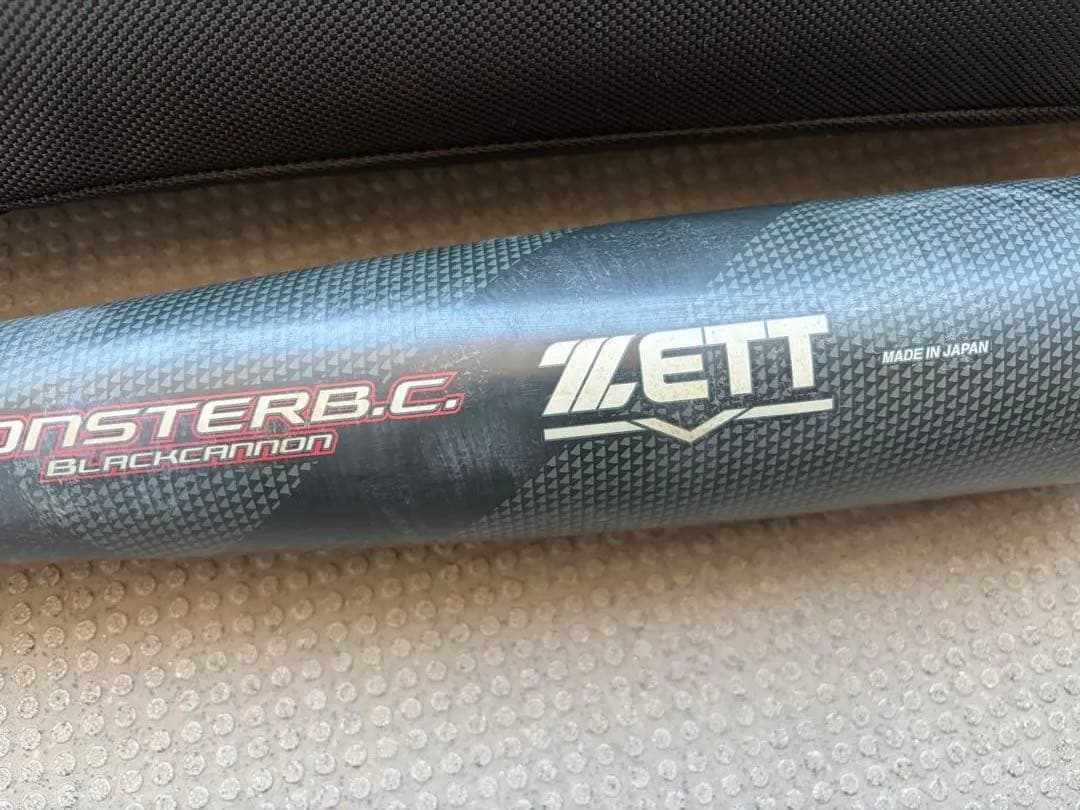 ONSTERB.C.
BLACKCANNON
ZETT
MADE IN JAPAN